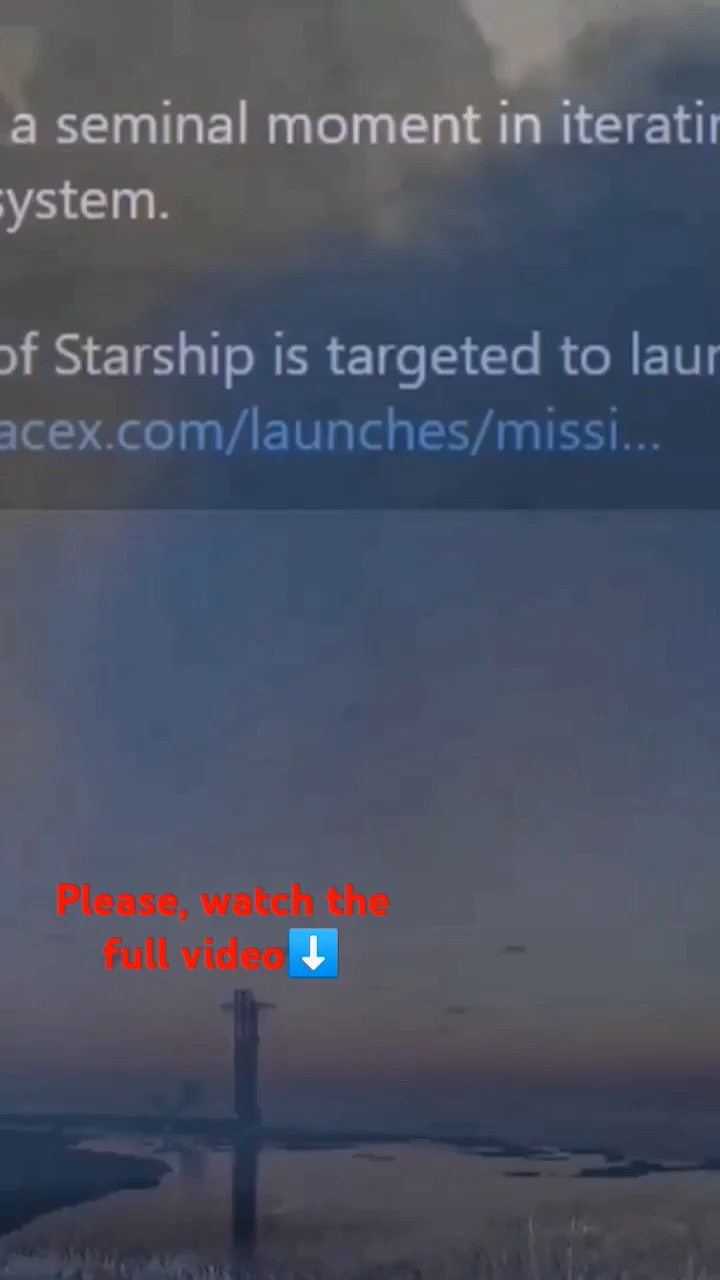 a seminal moment in iteratin
system.
of Starship is targeted to laun
acex.com/launches/missi...
Please, watch the
full video⬇️